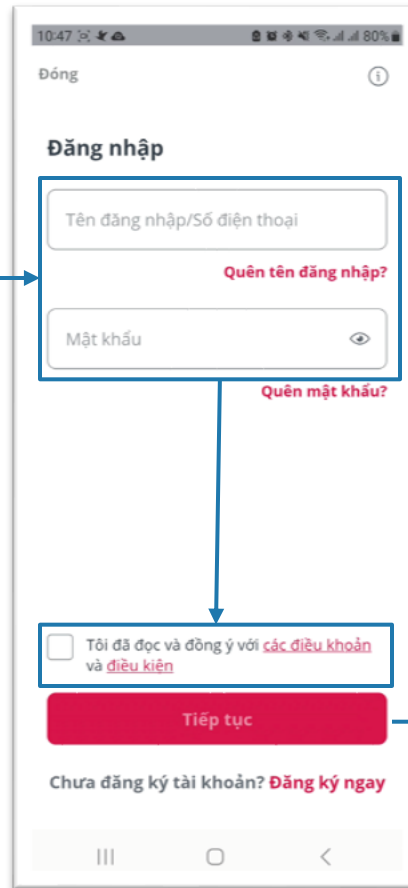 10:47 80%
Đóng
Đăng nhập
Tên đăng nhập/Số điện thoại
Quên tên đăng nhập?
Mật khẩu
Quên mật khẩu?
Tôi đã đọc và đồng ý với các điều khoản
và điều kiện
Tiếp tục
Chưa đăng ký tài khoản? Đăng ký ngay